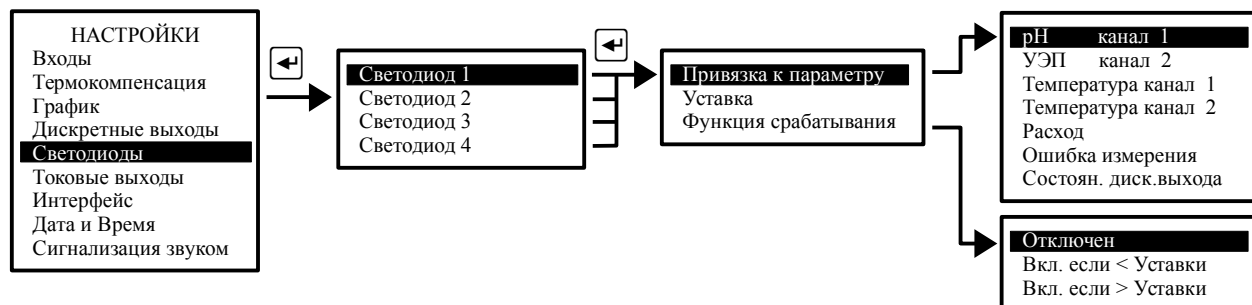 НАСТРОЙКИ
Входы
Термокомпенсация
График
Дискретные выходы
Светодиоды
Токовые выходы
Интерфейс
Дата и Время
Сигнализация звуком
Светодиод 1
Светодиод 2
Светодиод 3
Светодиод 4
Привязка к параметру
Уставка
Функция срабатывания
pH канал 1
УЭП канал 2
Температура канал 1
Температура канал 2
Расход
Ошибка измерения
Состоян. диск.выхода
Отключен
Вкл. если < Уставки
Вкл. если > Уставки